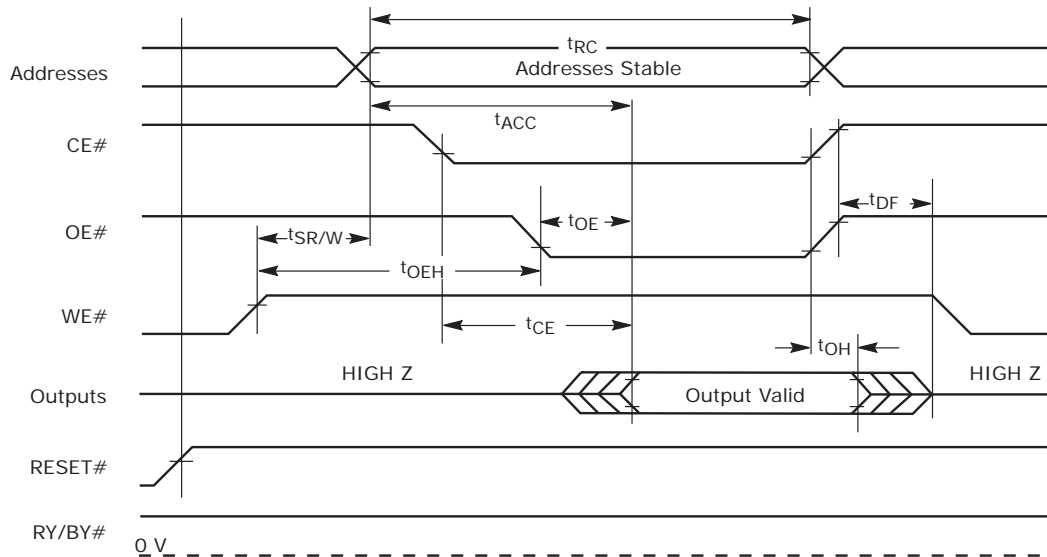 tRC
Addresses
Addresses Stable
tACC
CE#
tDF
OE#
tOE
tSR/W
tOEH
WE#
tCE
tOH
HIGH Z
HIGH Z
Outputs
Output Valid
RESET#
RY/BY#
0 V